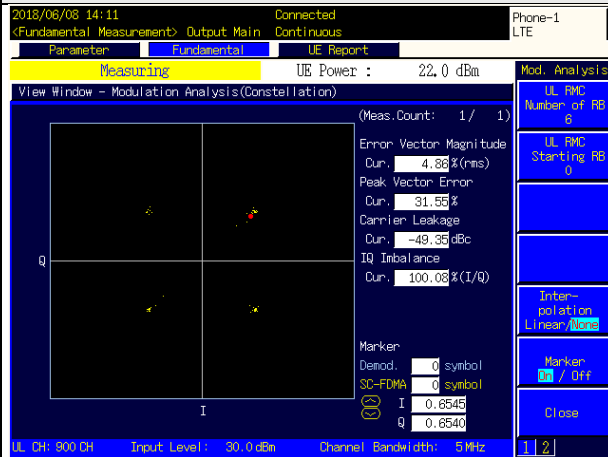 2018/06/08 14:11 Connected Phone-1
<Fundamental Measurement> Output Main Continuous LTE
Parameter Fundamental UE Report
Measuring UE Power : 22.0 dBm Mod. Analysis
View Window - Modulation Analysis(Constellation)
(Meas.Count: 1/ 1)
Error Vector Magnitude
Cur. 4.86 %(rms)
Peak Vector Error
Cur. 31.55 %
Carrier Leakage
Cur. -49.35 dBc
IQ Imbalance
Cur. 100.08 %(I/Q)
Q
I
Marker
Demod. 0 symbol
SC-FDMA 0 symbol
I 0.6545
Q 0.6540
UL RMC
Number of RB
6
UL RMC
Starting RB
0
Inter-
polation
Linear/None
Marker
On / Off
Close
UL CH: 900 CH Input Level: 30.0 dBm Channel Bandwidth: 5 MHz 1 2